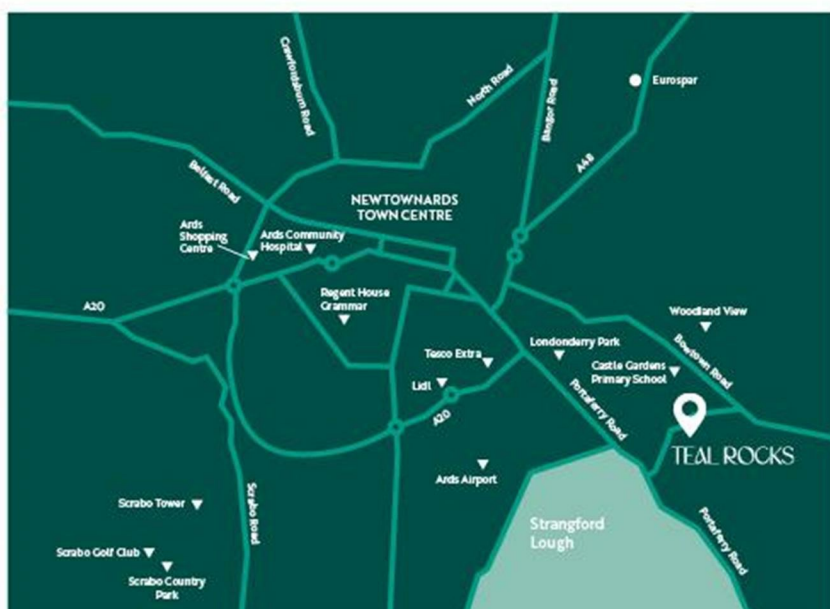 Crawfordsburn Road
North Road
Bangor Road
Eurospar
A48
Belfast Road
NEWTOWNARDS
TOWN CENTRE
Ards
Shopping
Centre
Ards Community
Hospital
A20
Regent House
Grammar
Woodland View
Londonderry Park
Bowtown Road
Tesco Extra
Castle Gardens
Primary School
Lidl
A20
Portaferry Road
TEAL ROCKS
Ards Airport
Scrabo Tower
Scrabo Road
Strangford
Lough
Portaferry Road
Scrabo Golf Club
Scrabo Country
Park